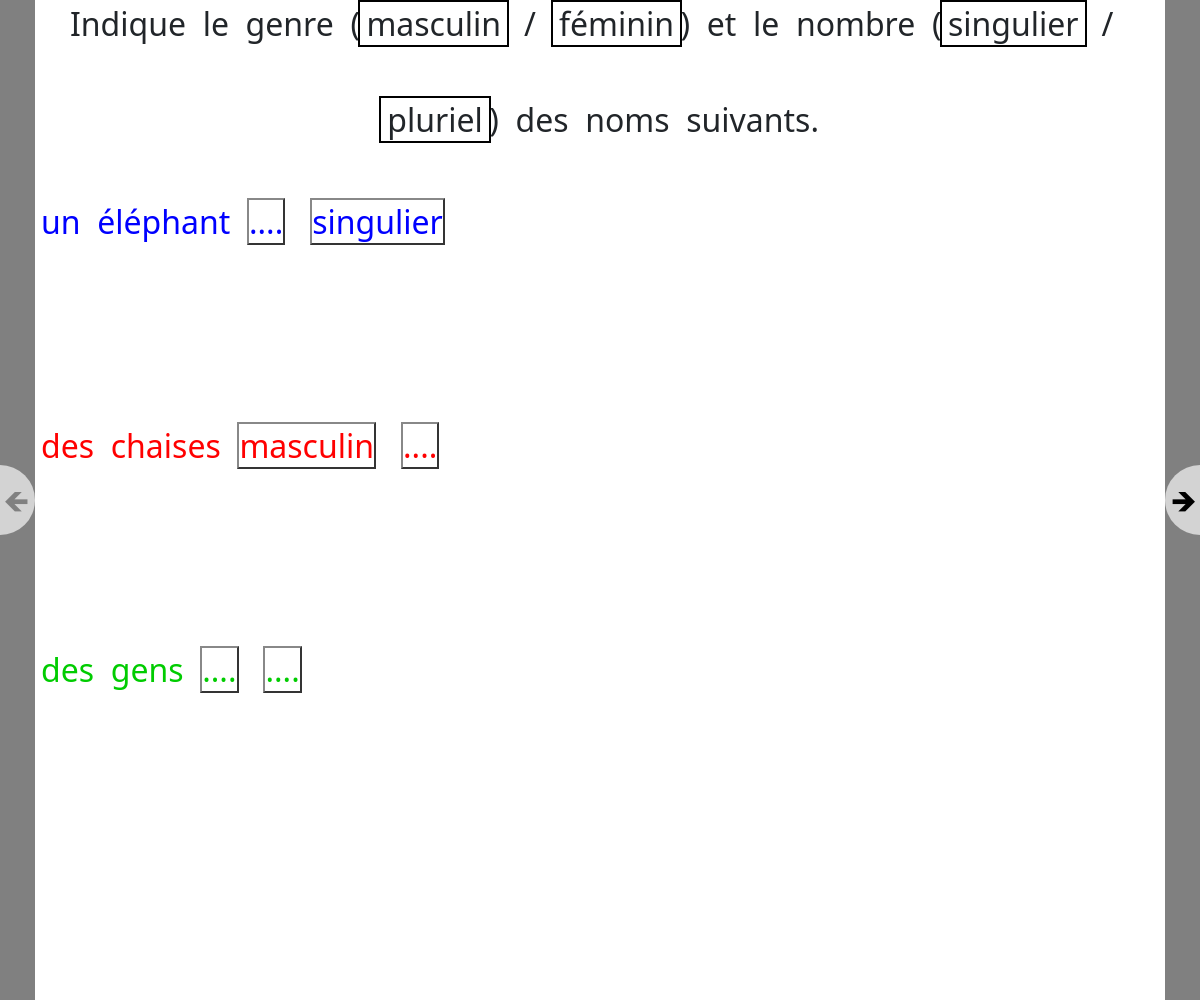 Indique le genre (masculin / féminin) et le nombre (singulier /
pluriel) des noms suivants.
un éléphant .... singulier
des chaises masculin ....
des gens .... ....